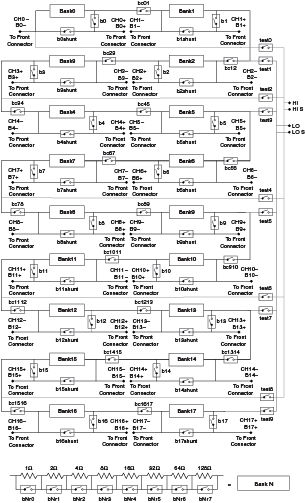 bc01
Bank0 Bank1
CH0− B0− b0 CH0+ B0+ CH1− B1− b1 CH1+ B1+
To Front Connector b0shunt To Front Connector To Front Connector b1shunt To Front Connector
test0
bc23 bc12
Bank3 Bank2
test1
CH3+ B3+ b3 CH3− B3− CH2+ B2+ b2 CH2− B2−
To Front Connector b3shunt To Front Connector To Front Connector b2shunt To Front Connector
test2
HI
HI S
bc34 bc45
Bank4 Bank5
test3
LO
LO S
CH4− B4− b4 CH4+ B4+ CH5− B5− b5 CH5+ B5+
To Front Connector b4shunt To Front Connector To Front Connector b5shunt To Front Connector
bc67 bc56
Bank7 Bank6
CH7+ B7+ b7 CH7− B7− CH6+ B6+ b6 CH6− B6−
To Front Connector b7shunt To Front Connector To Front Connector b6shunt To Front Connector
test4
bc78 bc89
Bank8 Bank9
test5
CH8− B8− b8 CH8+ B8+ CH9− B9− b9 CH9+ B9+
To Front Connector b8shunt To Front Connector To Front Connector b9shunt To Front Connector
bc1011 bc910
Bank11 Bank10
CH11+ B11+ b11 CH11− B11− CH10+ B10+ b10 CH10− B10−
To Front Connector b11shunt To Front Connector To Front Connector b10shunt To Front Connector
test6
bc1112 bc1213
Bank12 Bank13
test7
CH12− B12− b12 CH12+ B12+ CH13− B13− b13 CH13+ B13+
To Front Connector b12shunt To Front Connector To Front Connector b13shunt To Front Connector
bc1415 bc1314
Bank15 Bank14
CH15+ B15+ b15 CH15− B15− CH14+ B14+ b14 CH14− B14−
To Front Connector b15shunt To Front Connector To Front Connector b14shunt To Front Connector
test8
bc1516 bc1617
Bank16 Bank17
test9
CH16− B16− b16 CH16+ B16+ CH17− B17− b17 CH17+ B17+
To Front Connector b16shunt To Front Connector To Front Connector b17shunt To Front Connector
1Ω 2Ω 4Ω 8Ω 16Ω 32Ω 64Ω 128Ω
= Bank N
bNr0 bNr1 bNr2 bNr3 bNr4 bNr5 bNr6 bNr7